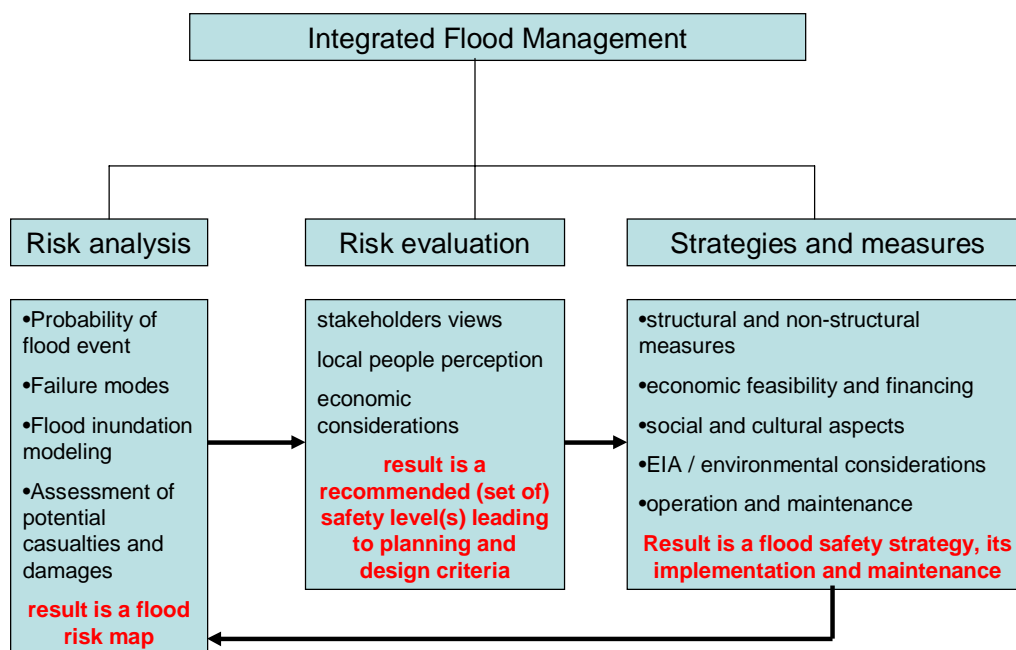 Integrated Flood Management
Risk analysis
Risk evaluation
Strategies and measures
•Probability of
flood event
•Failure modes
•Flood inundation
modeling
•Assessment of
potential
casualties and
damages
result is a flood
risk map
stakeholders views
local people perception
economic
considerations
result is a
recommended (set of)
safety level(s) leading
to planning and
design criteria
•structural and non-structural
measures
•economic feasibility and financing
•social and cultural aspects
•EIA / environmental considerations
•operation and maintenance
Result is a flood safety strategy, its
implementation and maintenance